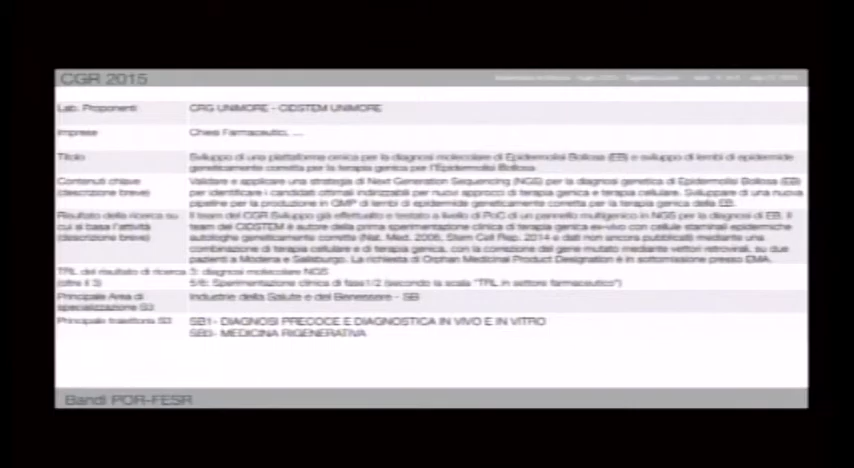 CGR 2015
Lab. Proponenti CRG UNIMORE - CIDSTEM UNIMORE
Imprese Chiesi Farmaceutici, ...
Titolo Sviluppo di una piattaforma omica per la diagnosi molecolare di Epidermolisi Bollosa (EB) e sviluppo di lembi di epidermide
geneticamente corretta per la terapia genica per l'Epidermolisi Bollosa
Contenuti chiave Validare e applicare una strategia di Next Generation Sequencing (NGS) per la diagnosi genetica di Epidermolisi Bollosa (EB)
(descrizione breve) per identificare i candidati ottimali indirizzabili per nuovi approcci di terapia genica e terapia cellulare. Sviluppare di una nuova
pipeline per la produzione in GMP di lembi di epidermide geneticamente corretta per la terapia genica della EB.
Risultato della ricerca su Il team del CGR Sviluppo già effettuato e testato a livello di PoC di un pannello multigenico in NGS per la diagnosi di EB. Il
cui si basa l'attività team del CIDSTEM è autore della prima sperimentazione clinica di terapia genica ex-vivo con cellule staminali epidermiche
(descrizione breve) autologhe geneticamente corrette (Nat. Med. 2006, Stem Cell Rep. 2014 e dati non ancora pubblicati) mediante una
combinazione di terapia cellulare e di terapia genica, con la correzione del gene mutato mediante vettori retrovirali, su due
pazienti a Modena e Salisburgo. La richiesta di Orphan Medicinal Product Designation è in sottomissione presso EMA.
TRL del risultato di ricerca 3: diagnosi molecolare NGS
(oltre il 3) 5/6: Sperimentazione clinica di fase1/2 (secondo la scala "TRL in settore farmaceutico")
Principale Area di Industrie della Salute e del Benessere - SB
specializzazione S3
Principale traiettoria S3 SB1- DIAGNOSI PRECOCE E DIAGNOSTICA IN VIVO E IN VITRO
SB3- MEDICINA RIGENERATIVA
Bandi POR-FESR